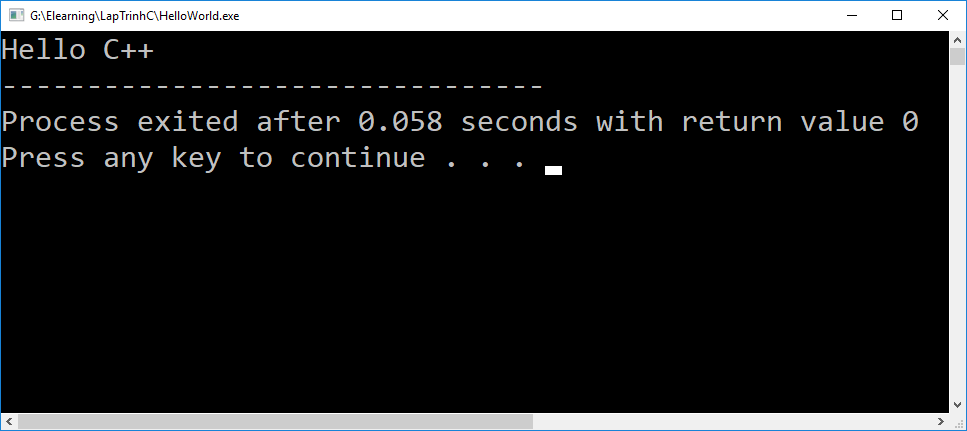 G:\Elearning\LapTrinhC\HelloWorld.exe
Hello C++
--------------------------------
Process exited after 0.058 seconds with return value 0
Press any key to continue . . .